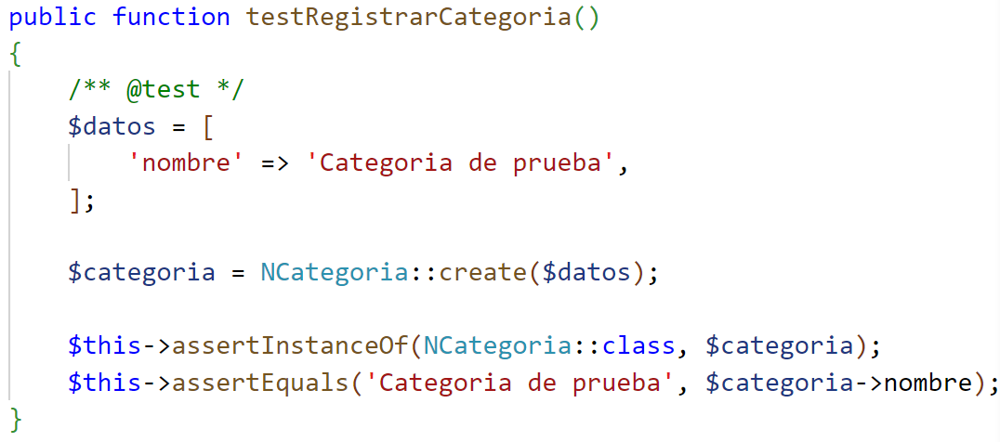 public function testRegistrarCategoria()
{
    /** @test */
    $datos = [
        'nombre' => 'Categoria de prueba',
    ];

    $categoria = NCategoria::create($datos);

    $this->assertInstanceOf(NCategoria::class, $categoria);
    $this->assertEquals('Categoria de prueba', $categoria->nombre);
}